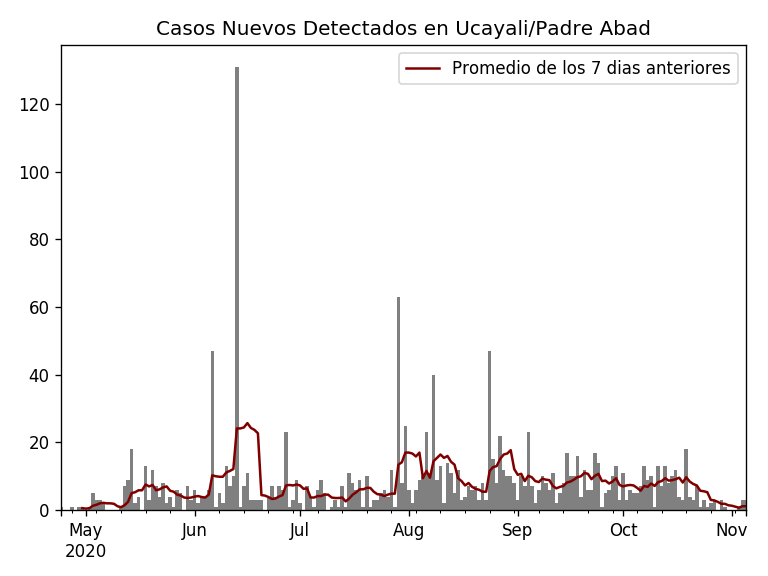 Casos Nuevos Detectados en Ucayali/Padre Abad
Promedio de los 7 dias anteriores
120
100
80
60
40
20
0
May Jun Jul Aug Sep Oct Nov
2020